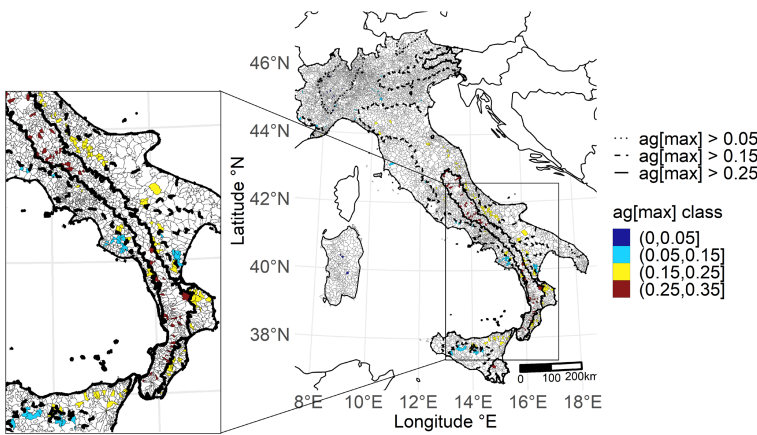 46°N
44°N
42°N
40°N
38°N
Latitude °N
8°E 10°E 12°E 14°E 16°E 18°E
Longitude °E
0 100 200km
ag[max] > 0.05
ag[max] > 0.15
ag[max] > 0.25
ag[max] class
(0,0.05]
(0.05,0.15]
(0.15,0.25]
(0.25,0.35]